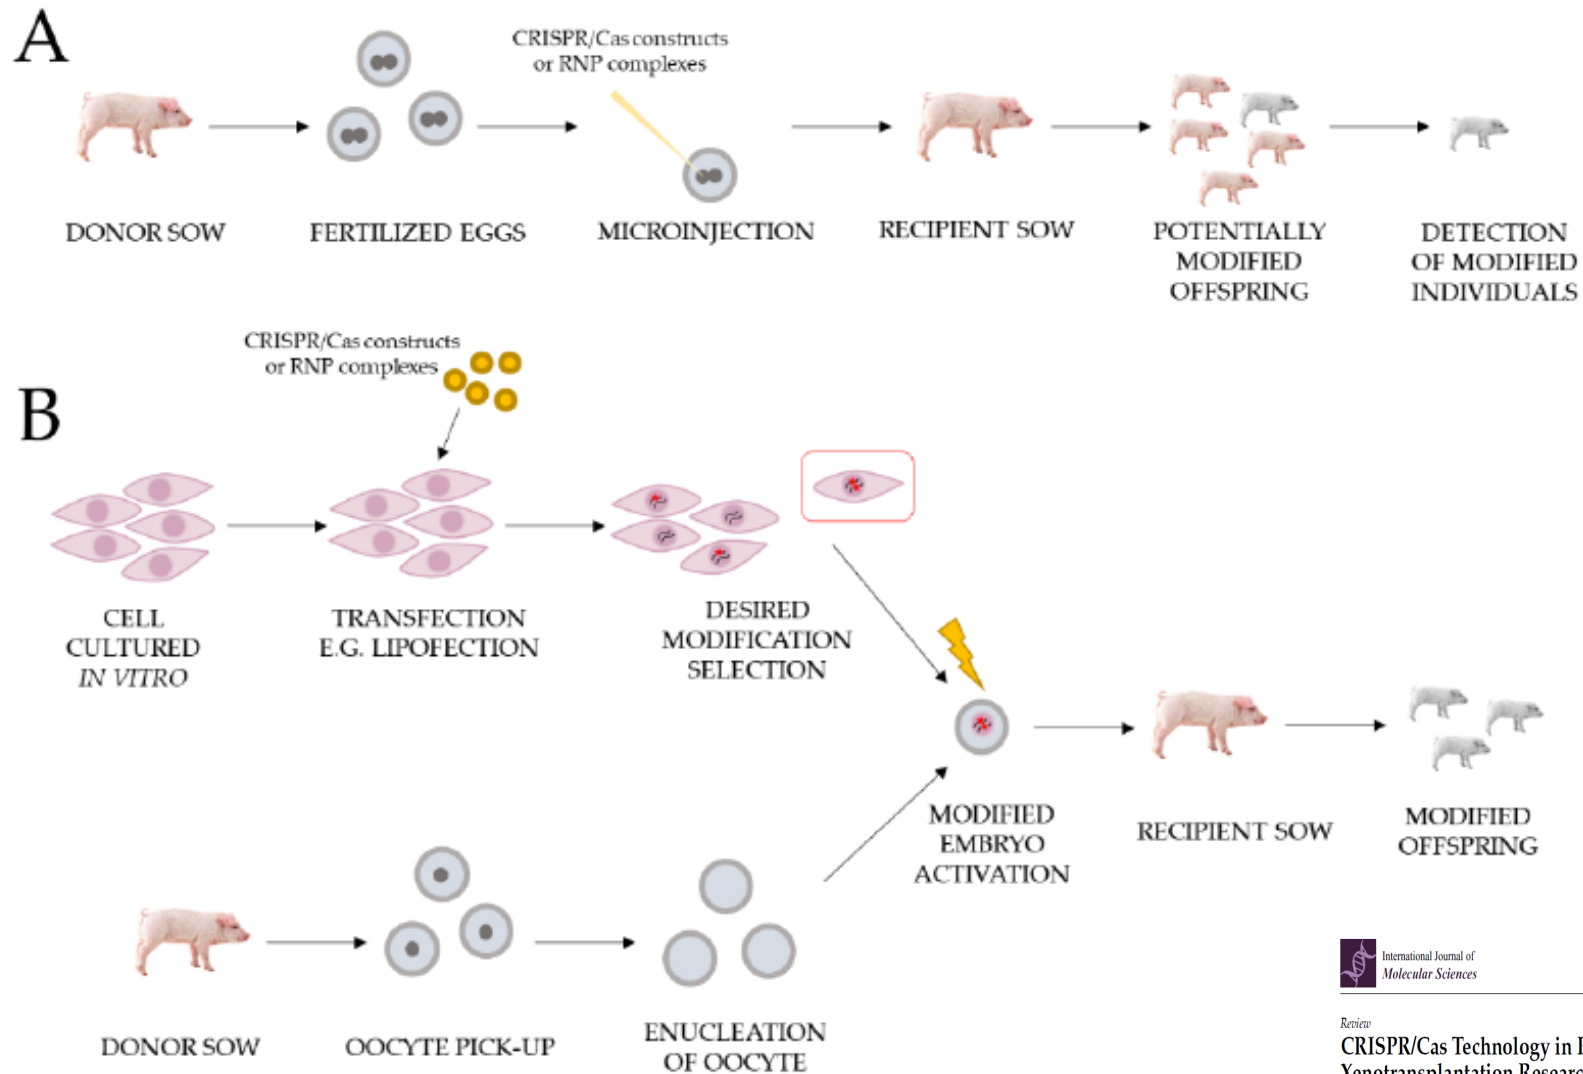 A
CRISPR/Cas constructs
or RNP complexes
DONOR SOW
FERTILIZED EGGS
MICROINJECTION
RECIPIENT SOW
POTENTIALLY
MODIFIED
OFFSPRING
DETECTION
OF MODIFIED
INDIVIDUALS
B
CRISPR/Cas constructs
or RNP complexes
CELL
CULTURED
IN VITRO
TRANSFECTION
E.G. LIPOFECTION
DESIRED
MODIFICATION
SELECTION
MODIFIED
EMBRYO
ACTIVATION
RECIPIENT SOW
MODIFIED
OFFSPRING
DONOR SOW
OOCYTE PICK-UP
ENUCLEATION
OF OOCYTE
International Journal of
Molecular Sciences
Review
CRISPR/Cas Technology in